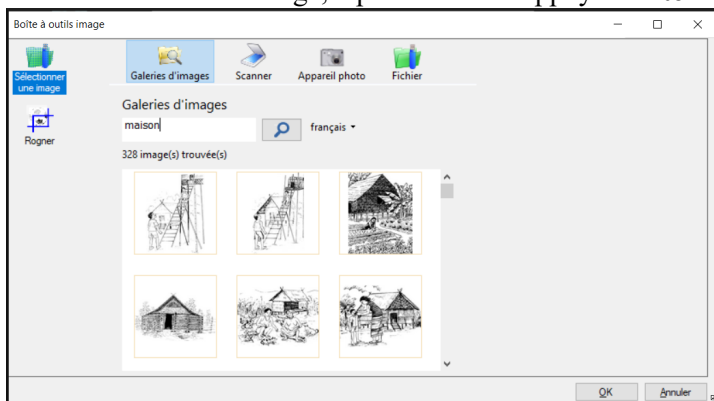 Boîte à outils image
Sélectionner
une image
Rogner
Galeries d'images
Scanner
Appareil photo
Fichier
Galeries d'images
maison
français
328 image(s) trouvée(s)
OK
Annuler